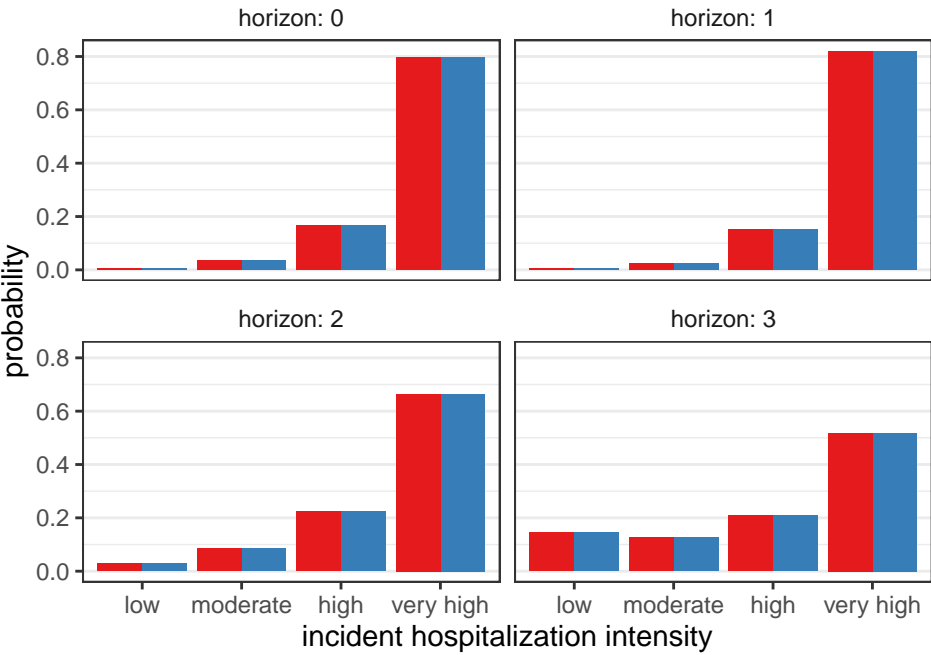 horizon: 0
horizon: 1
0.8
0.6
0.4
0.2
0.0
probability
horizon: 2
horizon: 3
0.8
0.6
0.4
0.2
0.0
low moderate high very high
low moderate high very high
incident hospitalization intensity